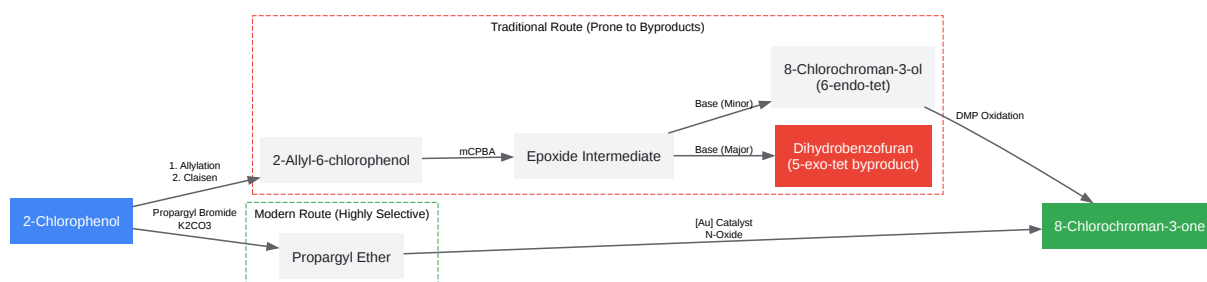 Traditional Route (Prone to Byproducts)
8-Chlorochroman-3-ol
(6-endo-tet)
Base (Minor)
DMP Oxidation
1. Allylation
2. Claisen
2-Allyl-6-chlorophenol
mCPBA
Epoxide Intermediate
Base (Major)
Dihydrobenzofuran
(5-exo-tet byproduct)
2-Chlorophenol
Propargyl Bromide
K2CO3
Modern Route (Highly Selective)
Propargyl Ether
[Au] Catalyst
N-Oxide
8-Chlorochroman-3-one